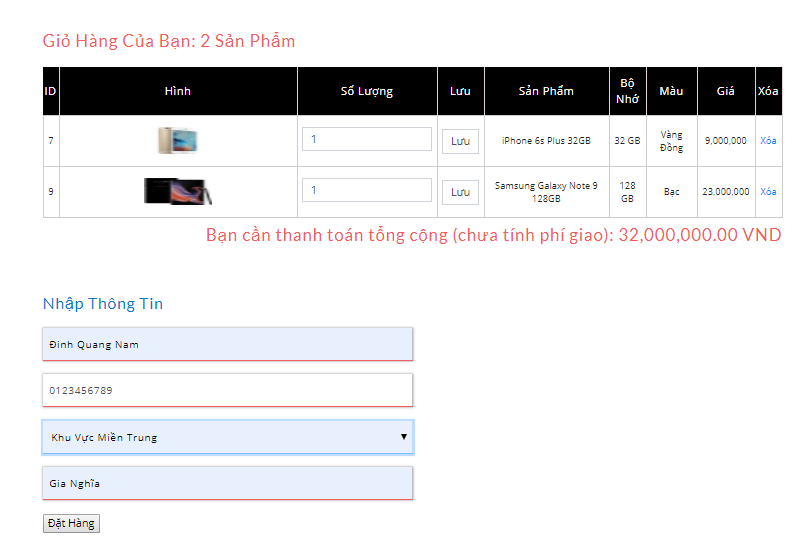 Giỏ Hàng Của Bạn: 2 Sản Phẩm
ID Hình Số Lượng Lưu Sản Phẩm Bộ Nhớ Màu Giá Xóa
7 1 Lưu iPhone 6s Plus 32GB 32 GB Vàng Đồng 9,000,000 Xóa
9 1 Lưu Samsung Galaxy Note 9 128GB 128 GB Bạc 23,000,000 Xóa
Bạn cần thanh toán tổng cộng (chưa tính phí giao): 32,000,000.00 VND
Nhập Thông Tin
Đinh Quang Nam
0123456789
Khu Vực Miền Trung
Gia Nghĩa
Đặt Hàng